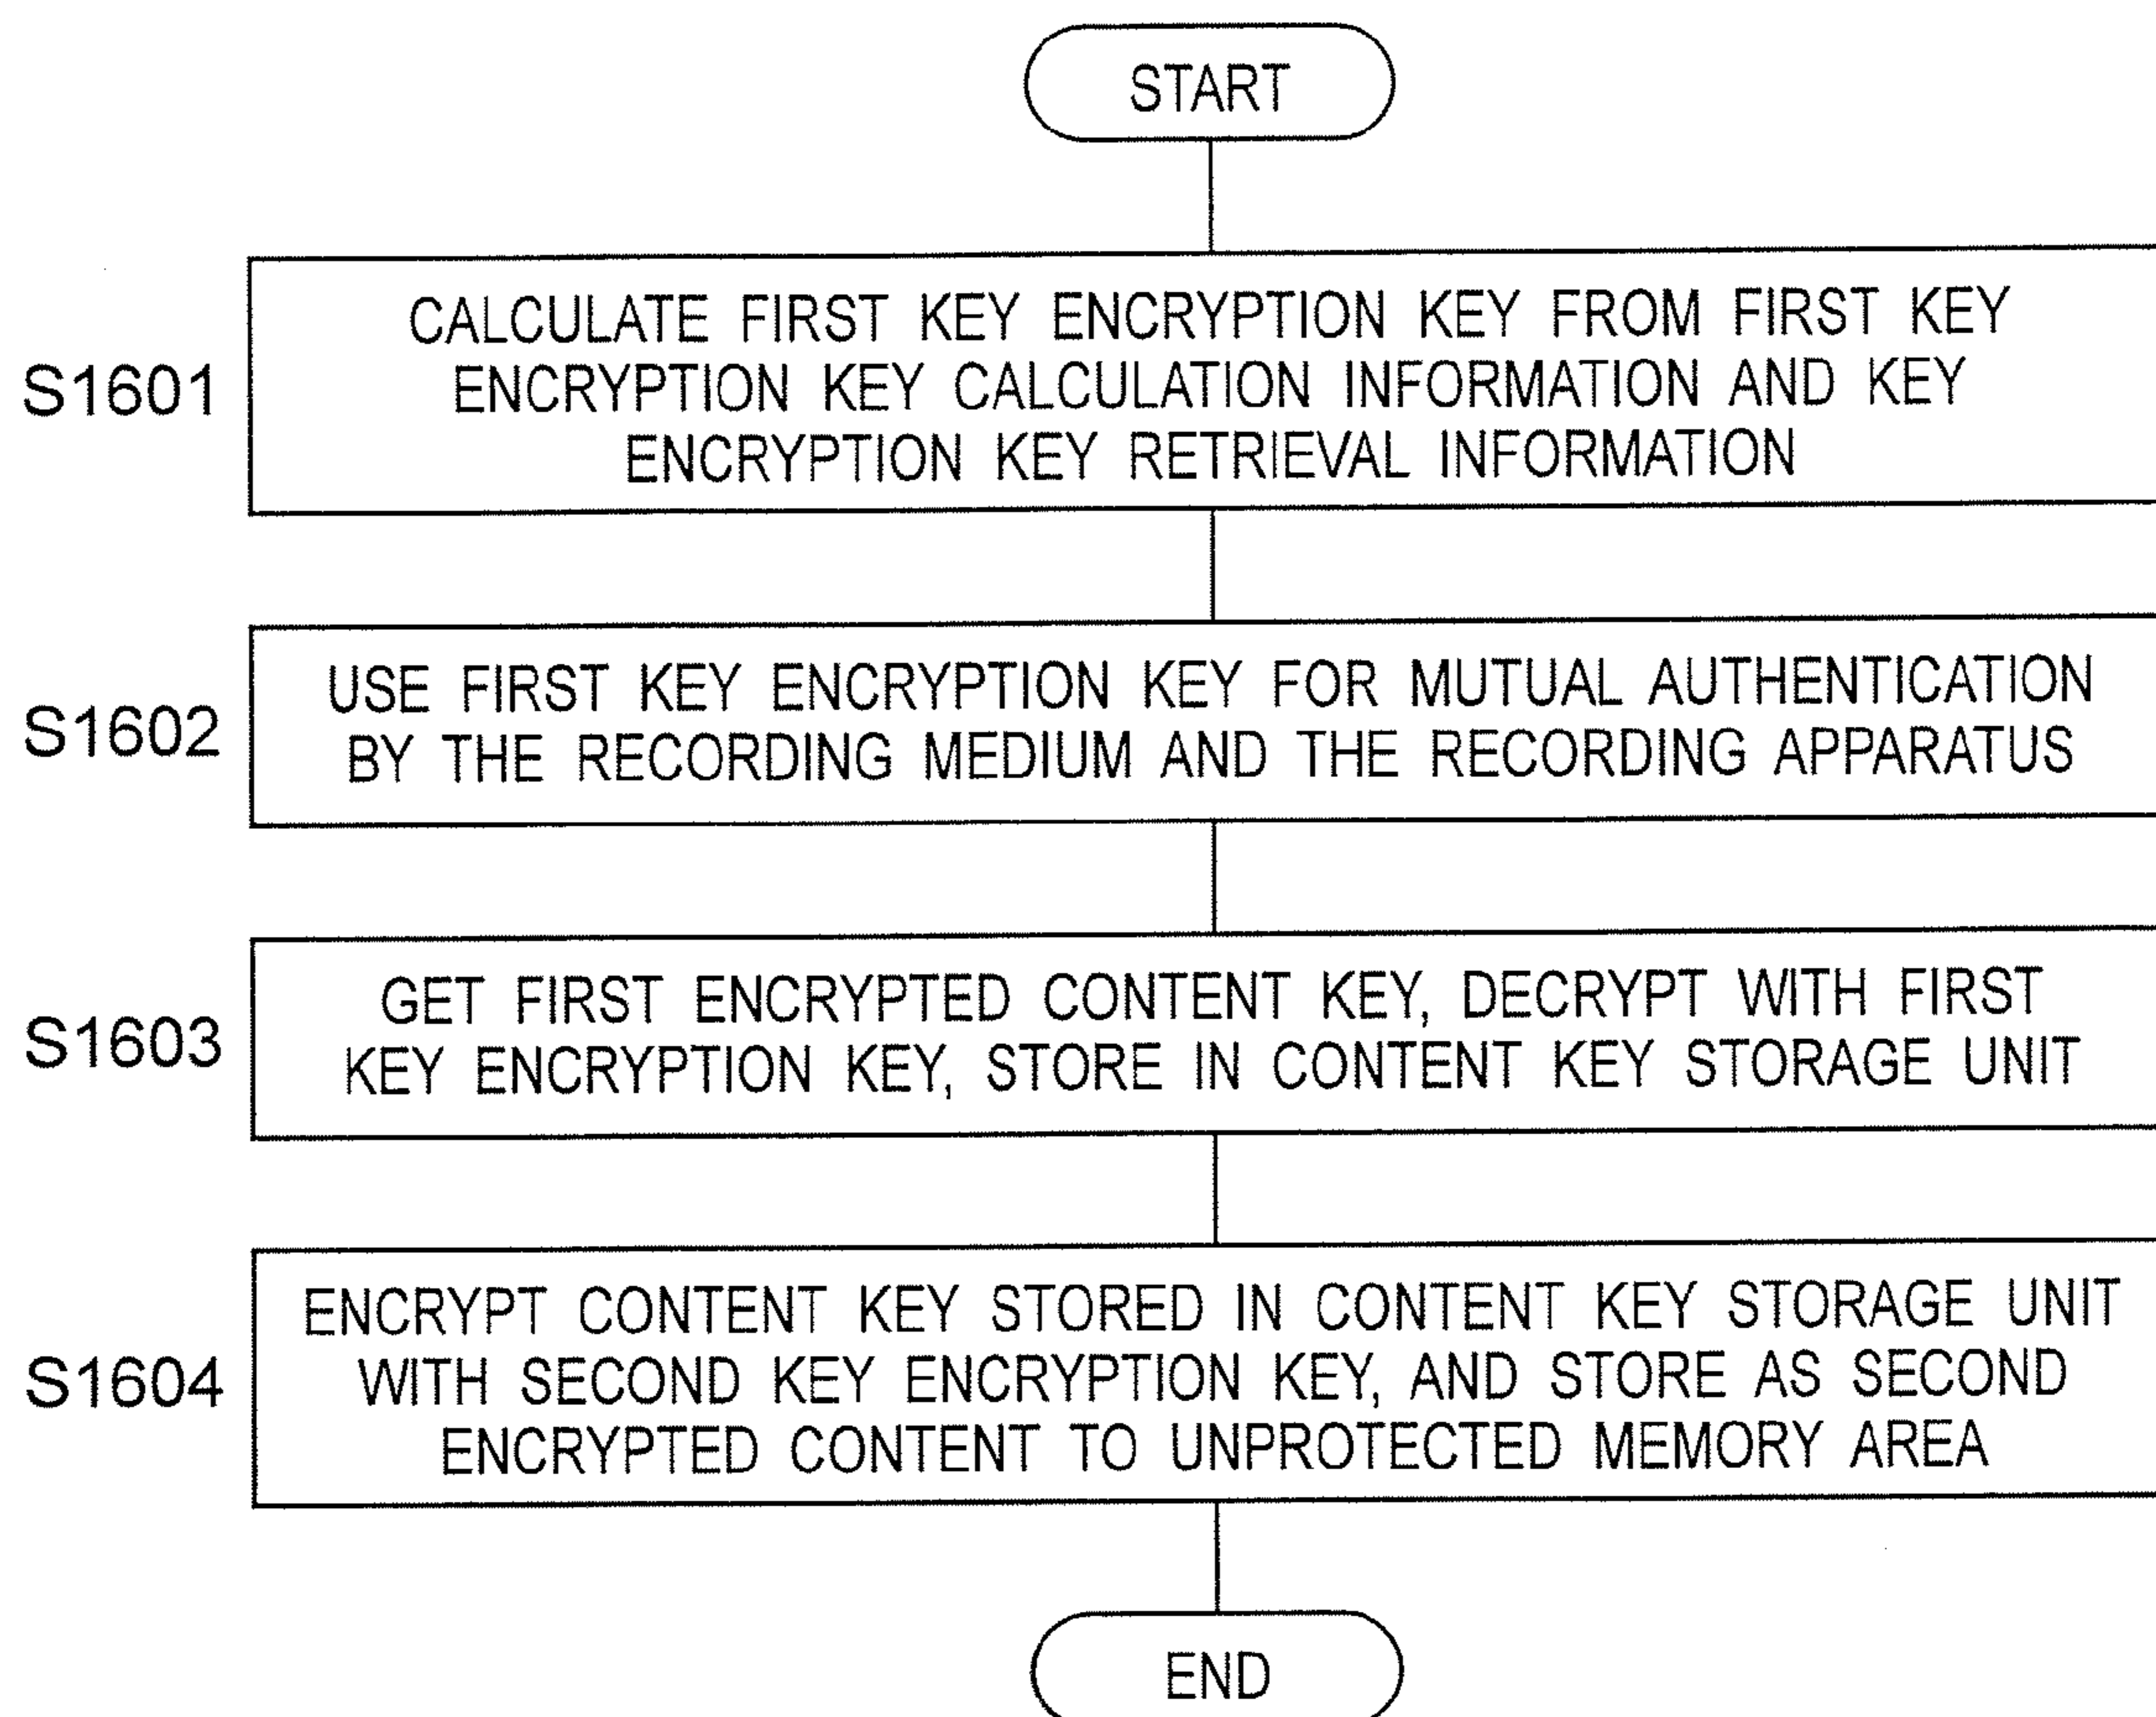 START
S1601
CALCULATE FIRST KEY ENCRYPTION KEY FROM FIRST KEY
ENCRYPTION KEY CALCULATION INFORMATION AND KEY
ENCRYPTION KEY RETRIEVAL INFORMATION
S1602
USE FIRST KEY ENCRYPTION KEY FOR MUTUAL AUTHENTICATION
BY THE RECORDING MEDIUM AND THE RECORDING APPARATUS
S1603
GET FIRST ENCRYPTED CONTENT KEY, DECRYPT WITH FIRST
KEY ENCRYPTION KEY, STORE IN CONTENT KEY STORAGE UNIT
S1604
ENCRYPT CONTENT KEY STORED IN CONTENT KEY STORAGE UNIT
WITH SECOND KEY ENCRYPTION KEY, AND STORE AS SECOND
ENCRYPTED CONTENT TO UNPROTECTED MEMORY AREA
END